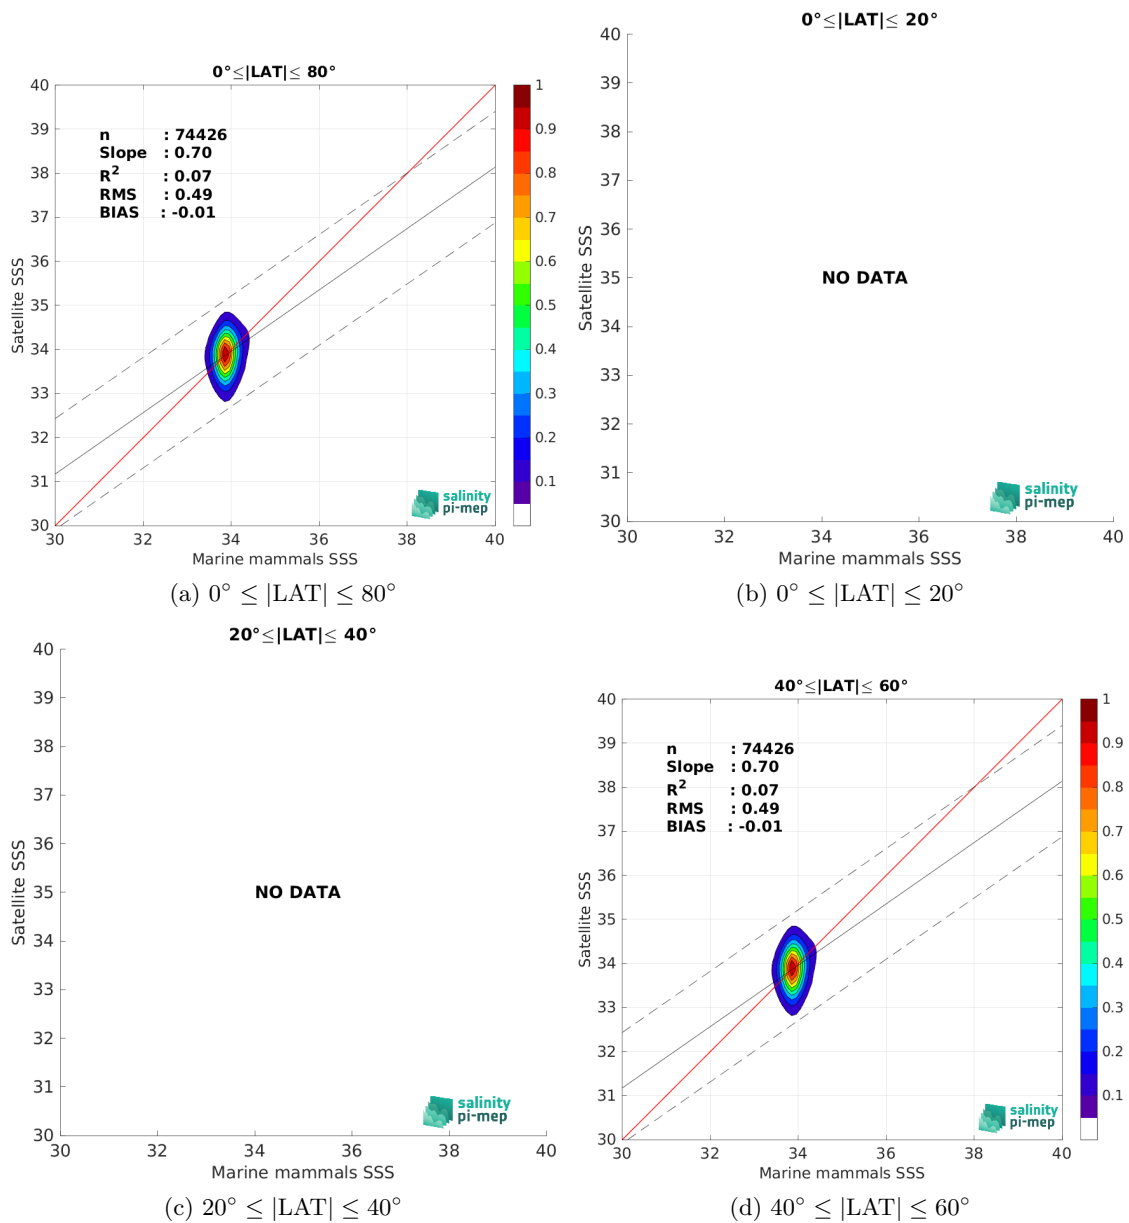 0°≤|LAT|≤ 80°
40
39
38
37
36
35
34
33
32
31
30
n : 74426
Slope : 0.70
R² : 0.07
RMS : 0.49
BIAS : -0.01
Satellite SSS
30 32 34 36 38 40
Marine mammals SSS
1
0.9
0.8
0.7
0.6
0.5
0.4
0.3
0.2
0.1
salinity
pi-mep
(a) 0° ≤ |LAT| ≤ 80°
0°≤|LAT|≤ 20°
40
39
38
37
36
35
34
33
32
31
30
NO DATA
Satellite SSS
30 32 34 36 38 40
Marine mammals SSS
salinity
pi-mep
(b) 0° ≤ |LAT| ≤ 20°
20°≤|LAT|≤ 40°
40
39
38
37
36
35
34
33
32
31
30
NO DATA
Satellite SSS
30 32 34 36 38 40
Marine mammals SSS
salinity
pi-mep
(c) 20° ≤ |LAT| ≤ 40°
40°≤|LAT|≤ 60°
40
39
38
37
36
35
34
33
32
31
30
n : 74426
Slope : 0.70
R² : 0.07
RMS : 0.49
BIAS : -0.01
Satellite SSS
30 32 34 36 38 40
Marine mammals SSS
1
0.9
0.8
0.7
0.6
0.5
0.4
0.3
0.2
0.1
salinity
pi-mep
(d) 40° ≤ |LAT| ≤ 60°